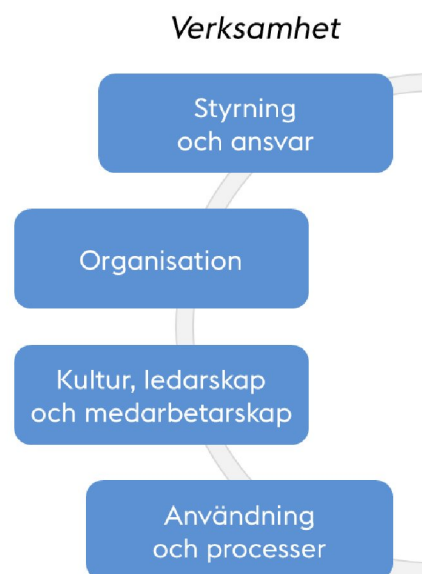 Verksamhet
Styrning
och ansvar
Organisation
Kultur, ledarskap
och medarbetarskap
Användning
och processer